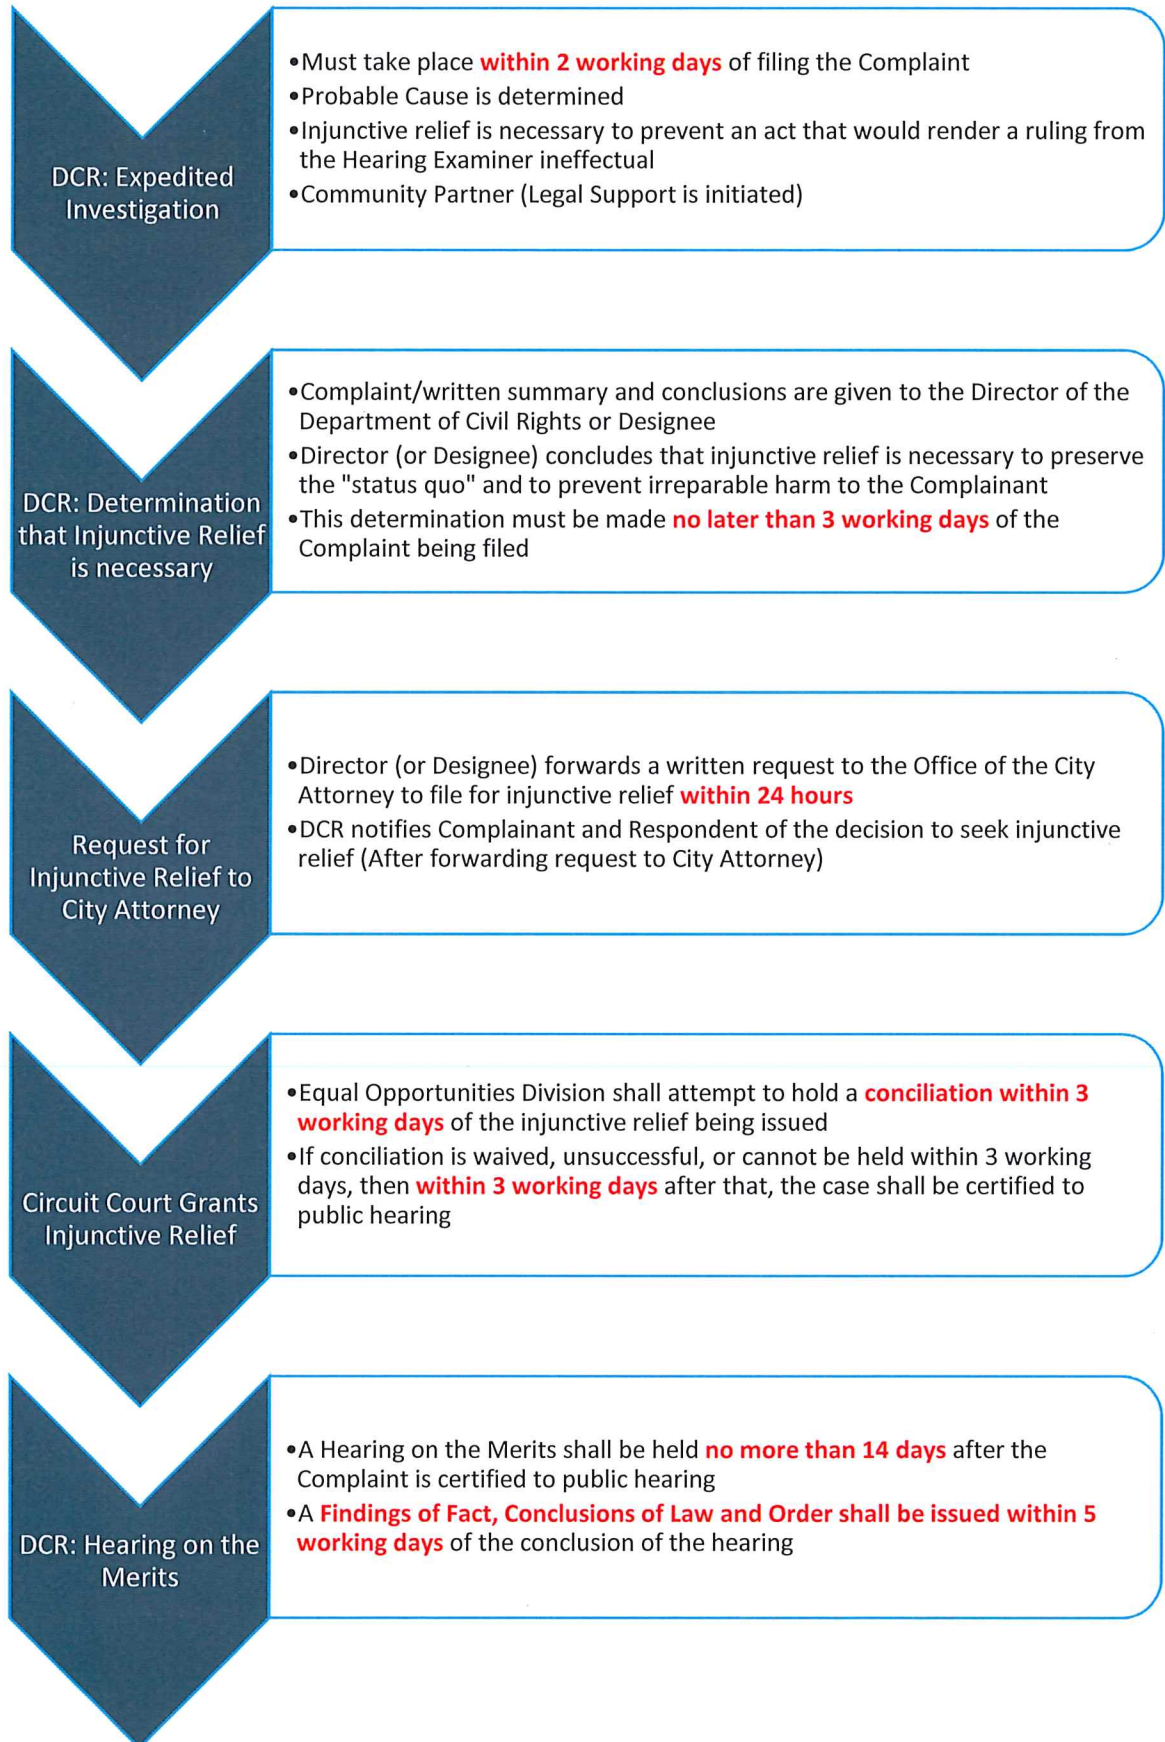 DCR: Expedited
Investigation
•Must take place within 2 working days of filing the Complaint
•Probable Cause is determined
•Injunctive relief is necessary to prevent an act that would render a ruling from
the Hearing Examiner ineffectual
•Community Partner (Legal Support is initiated)
DCR: Determination
that Injunctive Relief
is necessary
•Complaint/written summary and conclusions are given to the Director of the
Department of Civil Rights or Designee
•Director (or Designee) concludes that injunctive relief is necessary to preserve
the "status quo" and to prevent irreparable harm to the Complainant
•This determination must be made no later than 3 working days of the
Complaint being filed
Request for
Injunctive Relief to
City Attorney
•Director (or Designee) forwards a written request to the Office of the City
Attorney to file for injunctive relief within 24 hours
•DCR notifies Complainant and Respondent of the decision to seek injunctive
relief (After forwarding request to City Attorney)
Circuit Court Grants
Injunctive Relief
•Equal Opportunities Division shall attempt to hold a conciliation within 3
working days of the injunctive relief being issued
•If conciliation is waived, unsuccessful, or cannot be held within 3 working
days, then within 3 working days after that, the case shall be certified to
public hearing
DCR: Hearing on the
Merits
•A Hearing on the Merits shall be held no more than 14 days after the
Complaint is certified to public hearing
•A Findings of Fact, Conclusions of Law and Order shall be issued within 5
working days of the conclusion of the hearing